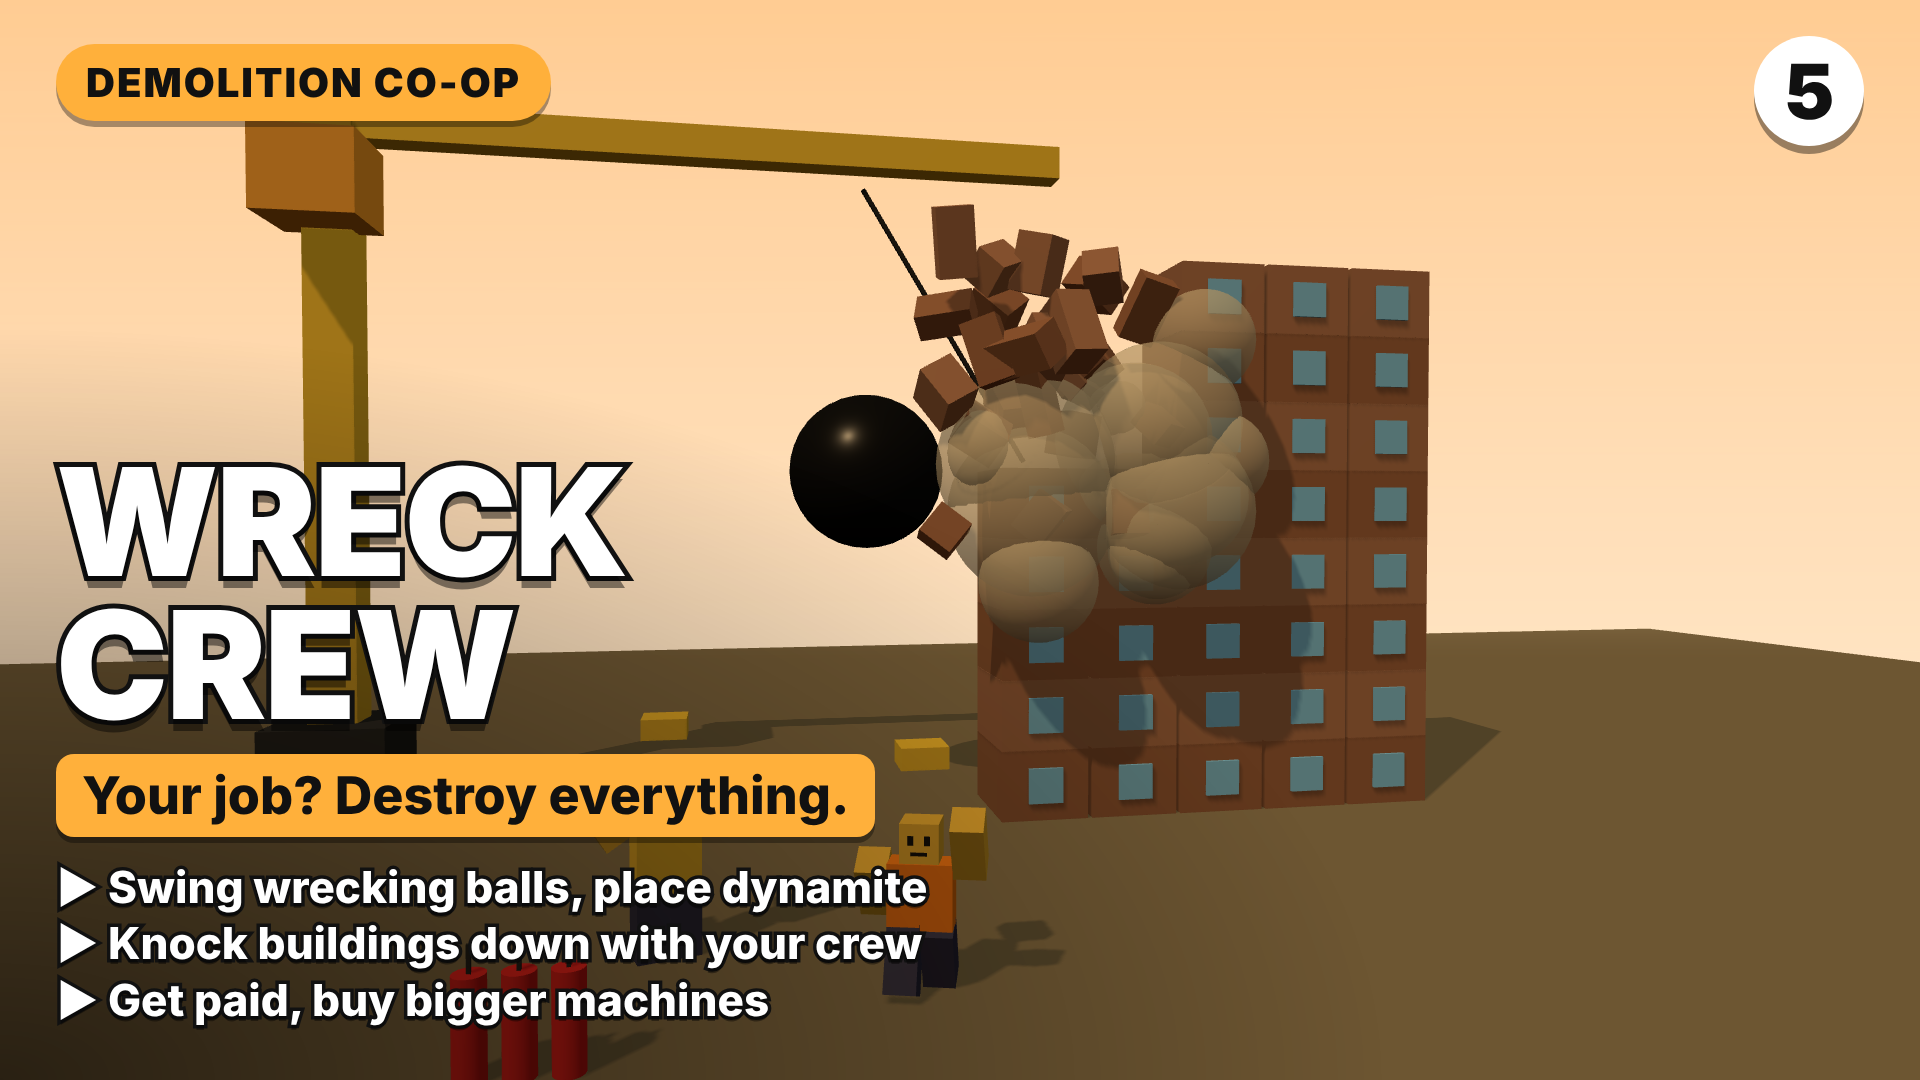 DEMOLITION CO-OP
5
WRECK
CREW
Your job? Destroy everything.
▶ Swing wrecking balls, place dynamite
▶ Knock buildings down with your crew
▶ Get paid, buy bigger machines